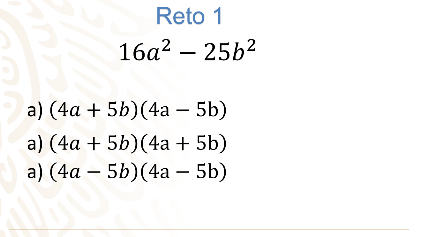 Reto 1
16a² − 25b²
a) (4a + 5b)(4a − 5b)
a) (4a + 5b)(4a + 5b)
a) (4a − 5b)(4a − 5b)